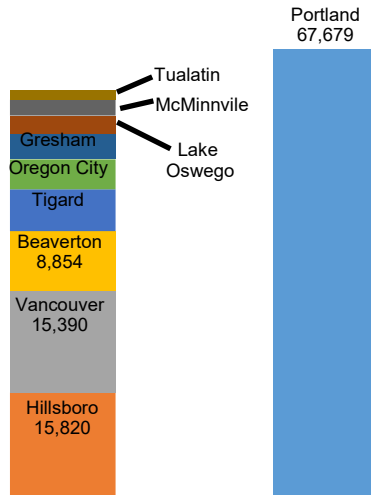 Portland
67,679
Tualatin
McMinnvile
Lake
Oswego
Gresham
Oregon City
Tigard
Beaverton
8,854
Vancouver
15,390
Hillsboro
15,820